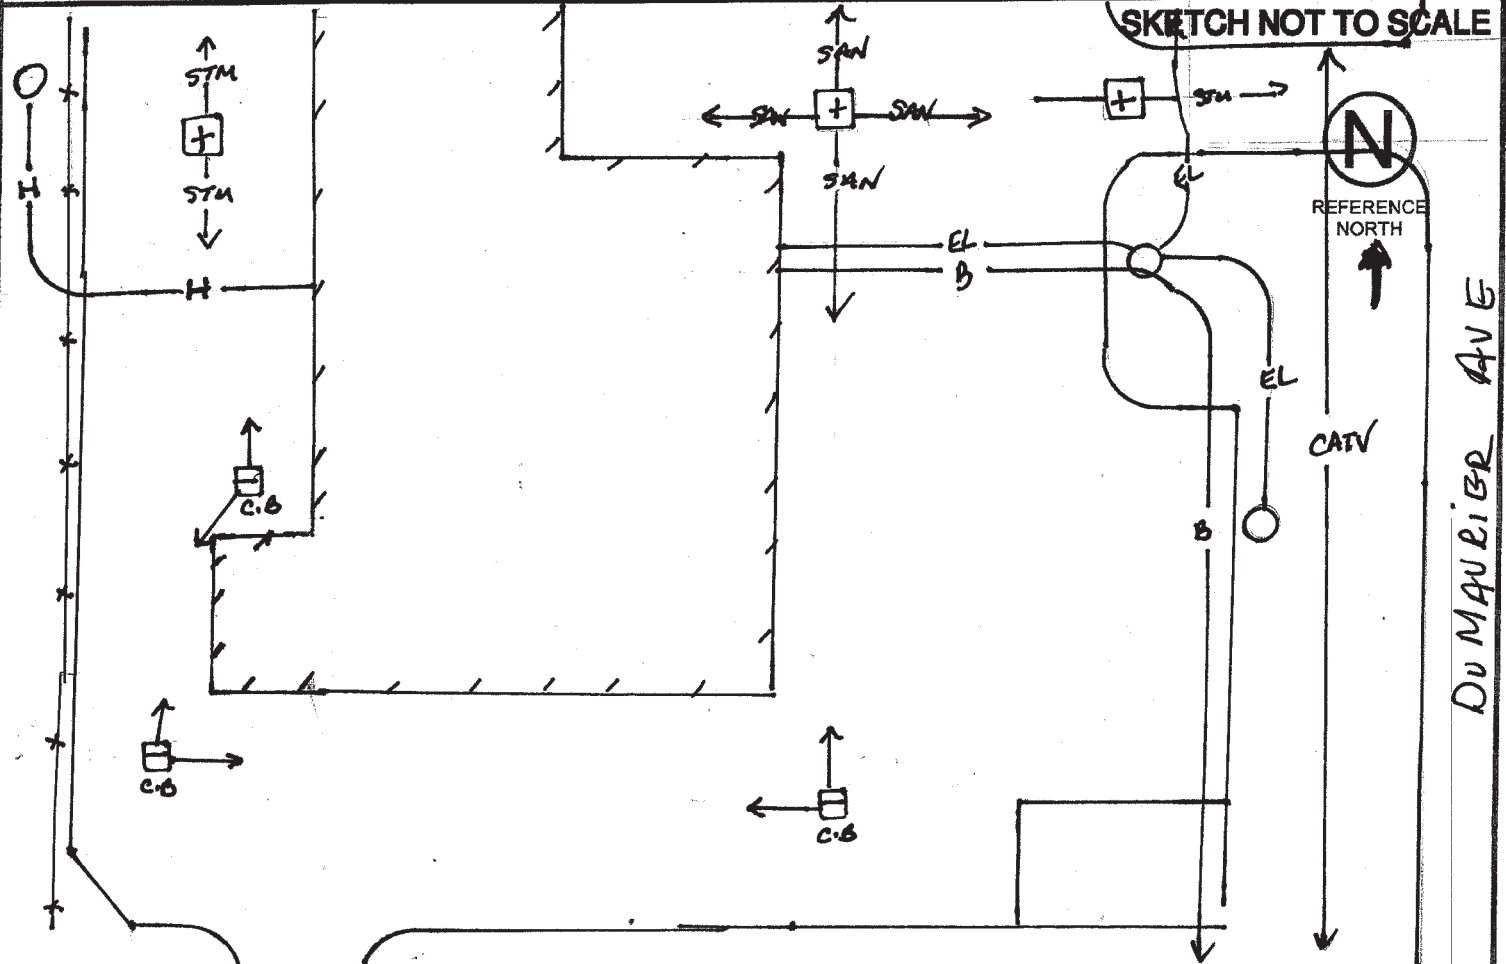 SKETCH NOT TO SCALE
SAN
STM
SAN
SAN
STM
N
H
STM
SAN
EL
REFERENCE
NORTH
EL
B
H
EL
CATV
C.B
B
DU MAURIER AVE
C.B
C.B